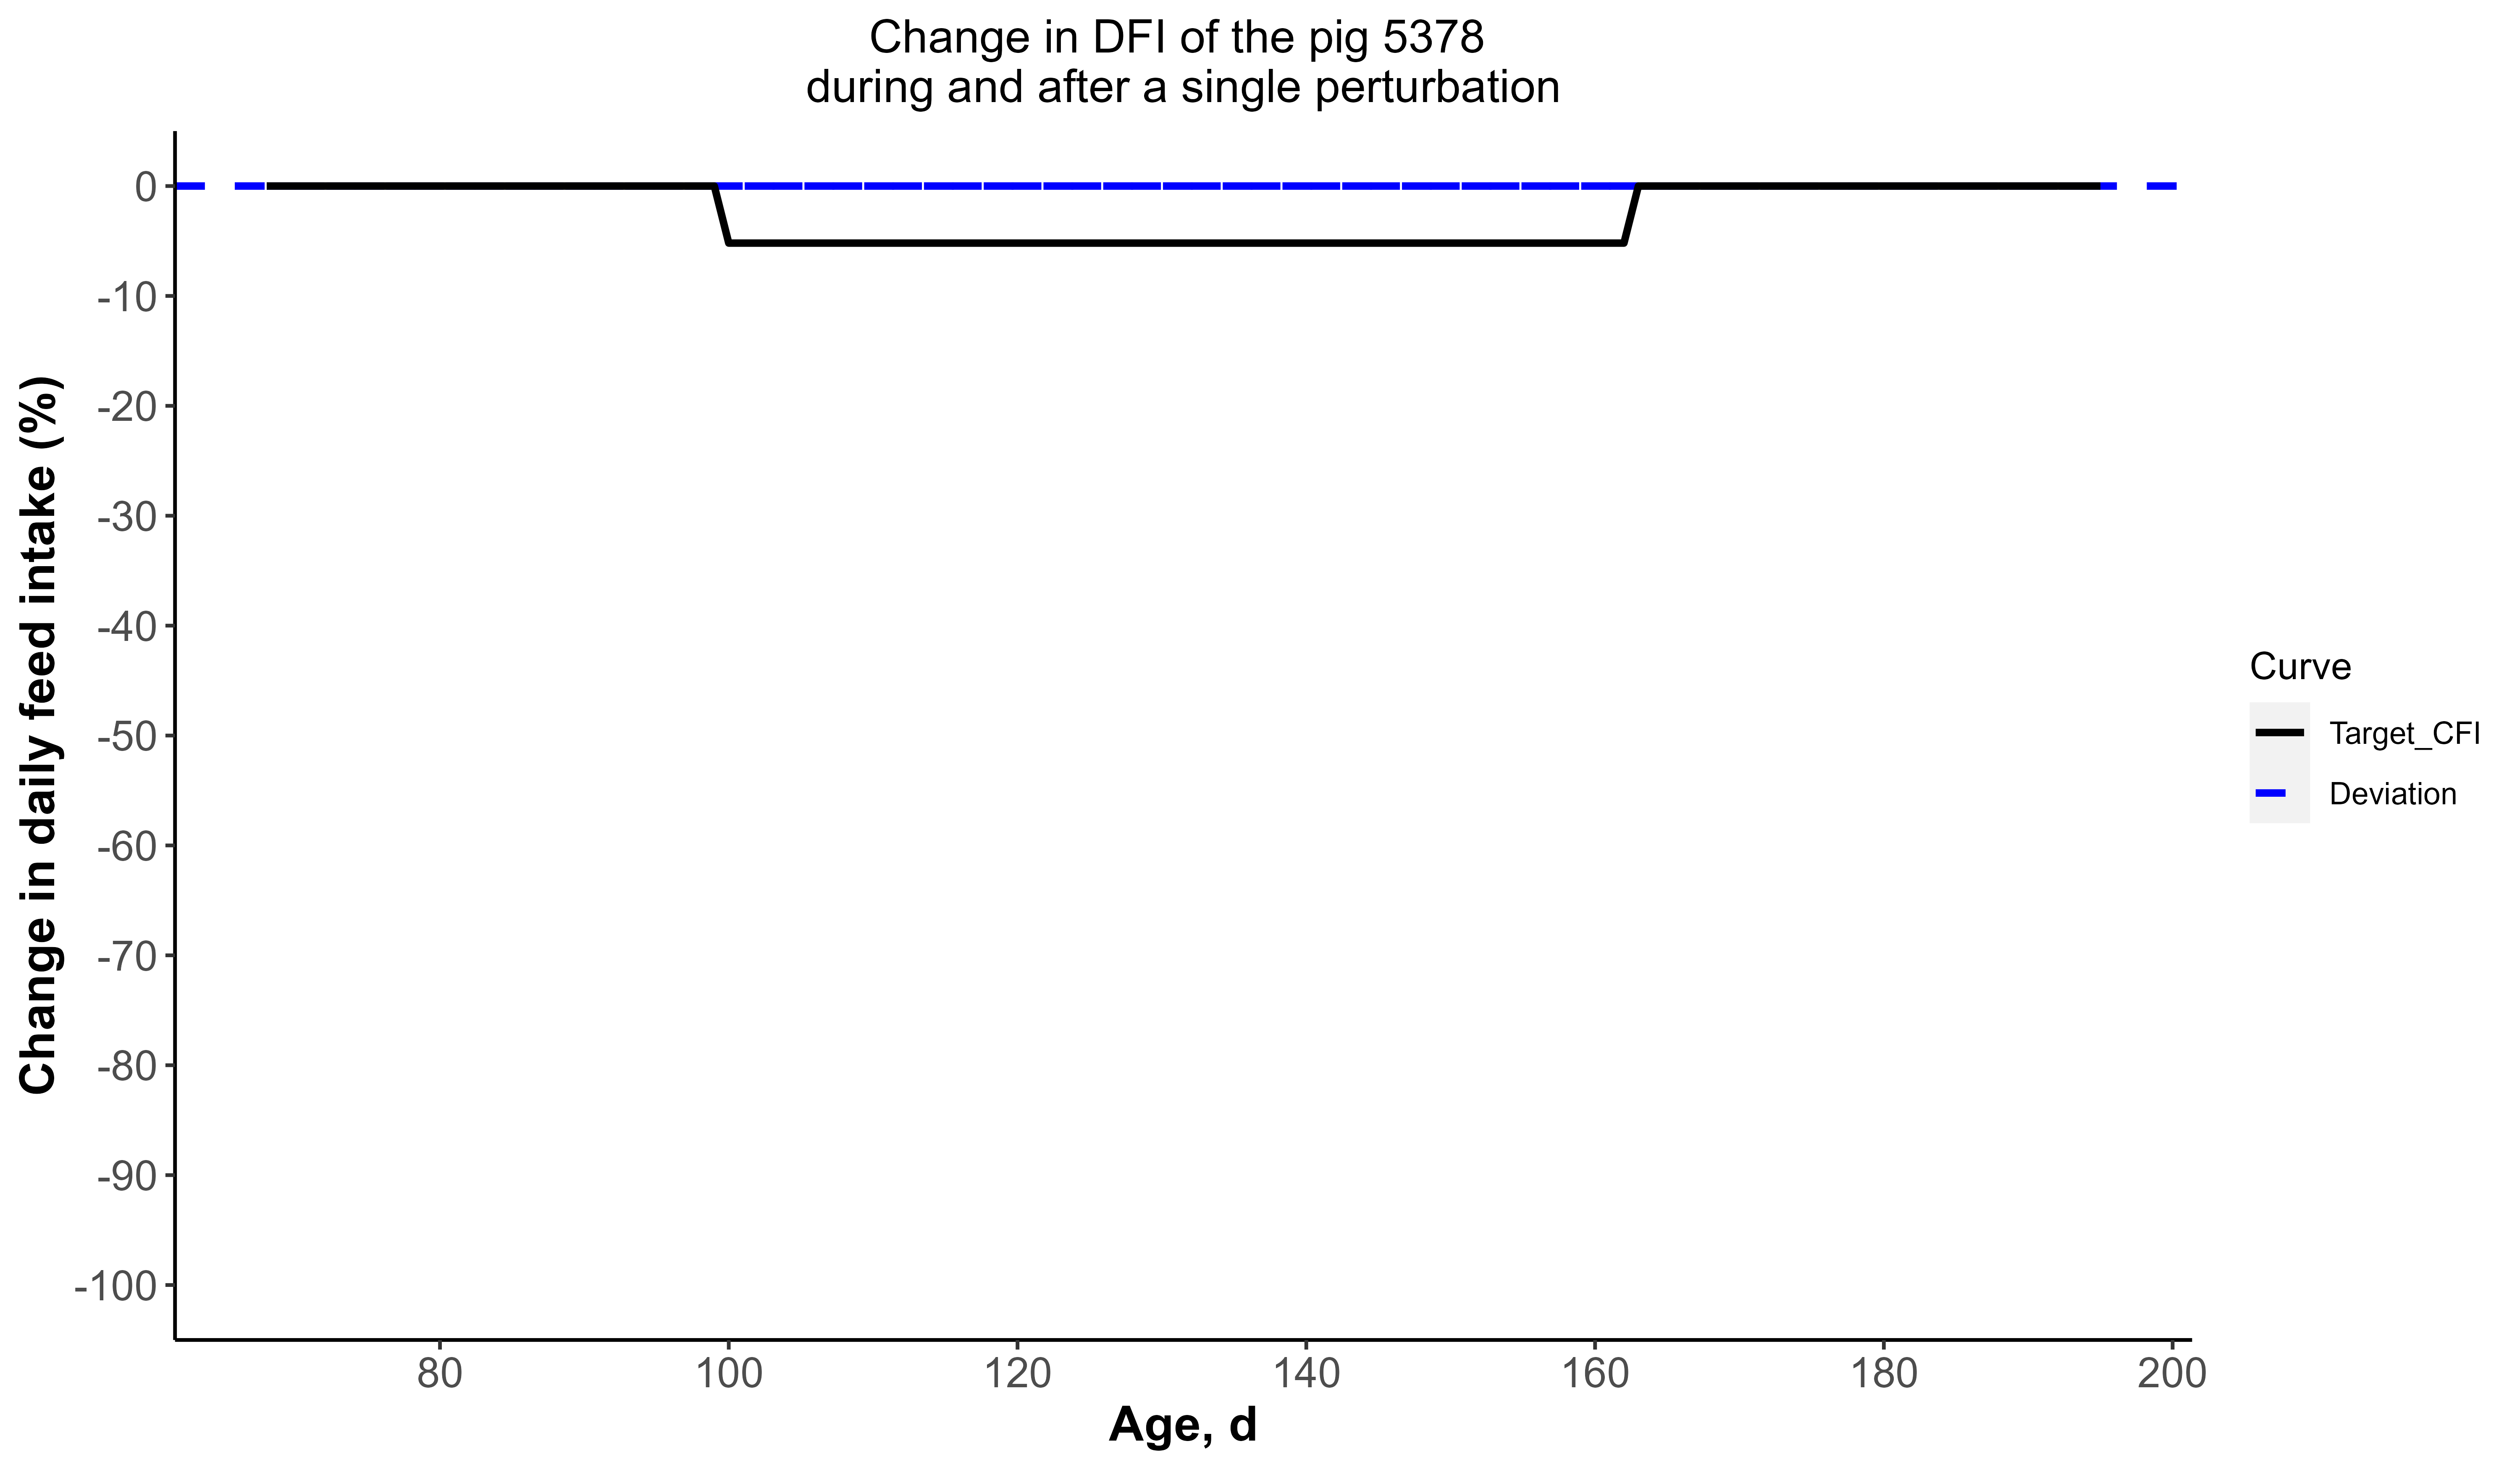 Change in DFI of the pig 5378
during and after a single perturbation
Change in daily feed intake (%)
0
-10
-20
-30
-40
-50
-60
-70
-80
-90
-100
80 100 120 140 160 180 200
Age, d
Curve
Target_CFI
Deviation